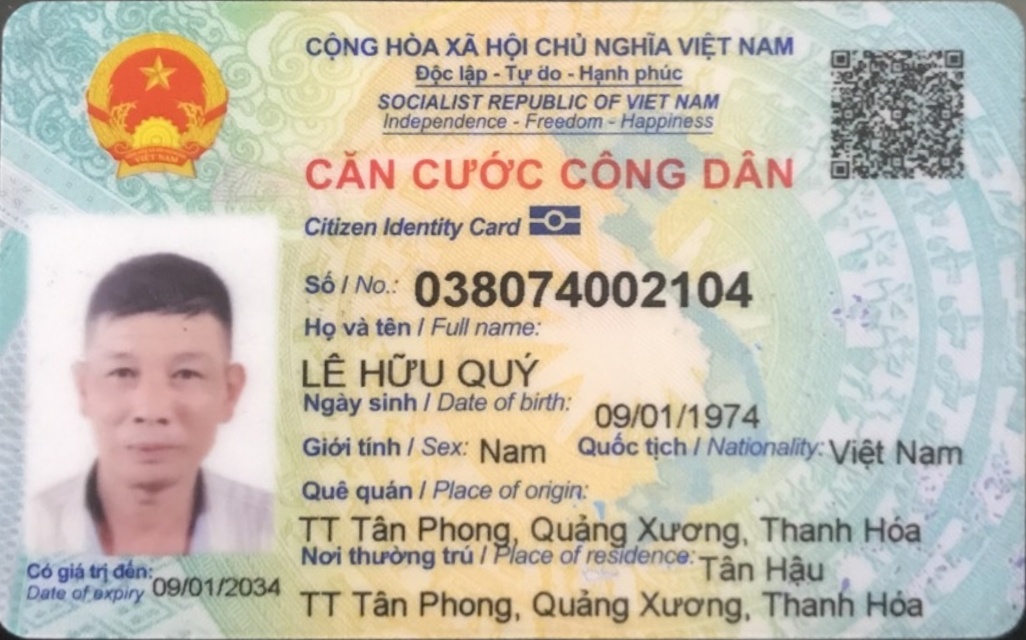 CỘNG HÒA XÃ HỘI CHỦ NGHĨA VIỆT NAM
Độc lập - Tự do - Hạnh phúc
SOCIALIST REPUBLIC OF VIET NAM
Independence - Freedom - Happiness
CĂN CƯỚC CÔNG DÂN
Citizen Identity Card
Số / No.: 038074002104
Họ và tên / Full name:
LÊ HỮU QUÝ
Ngày sinh / Date of birth: 09/01/1974
Giới tính / Sex: Nam Quốc tịch / Nationality: Việt Nam
Quê quán / Place of origin:
TT Tân Phong, Quảng Xương, Thanh Hóa
Nơi thường trú / Place of residence: Tân Hậu
TT Tân Phong, Quảng Xương, Thanh Hóa
Có giá trị đến: 09/01/2034
Date of expiry
VIỆT NAM